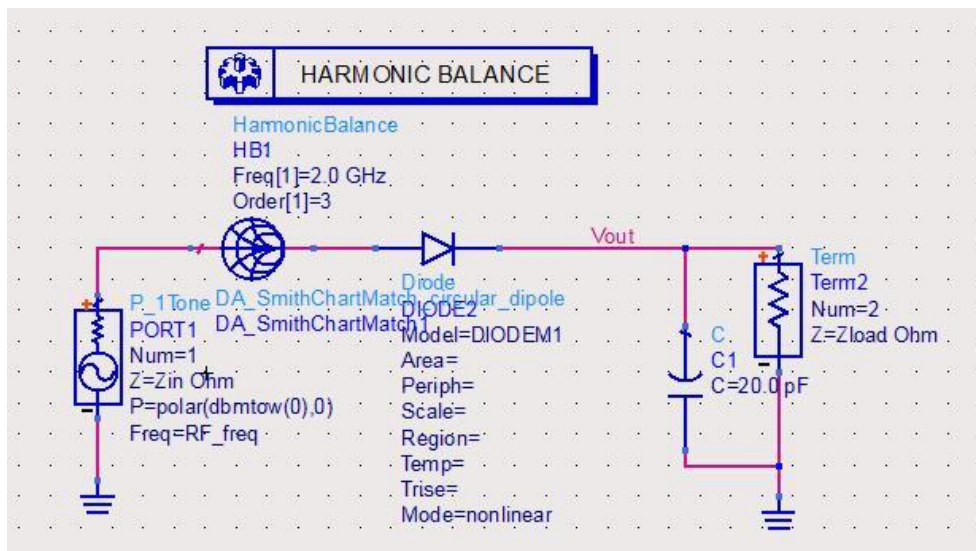 HARMONIC BALANCE
HarmonicBalance
HB1
Freq[1]=2.0 GHz
Order[1]=3
Vout
P_1Tone
PORT1
Num=1
Z=Zin Ohm
P=polar(dbmtow(0),0)
Freq=RF_freq
DA_SmithChartMatch_circular_dipole
DA_SmithChartMatch1
Diode
DIODE2
Model=DIODEM1
Area=
Periph=
Scale=
Region=
Temp=
Trise=
Mode=nonlinear
C
C1
C=20.0 pF
Term
Term2
Num=2
Z=Zload Ohm